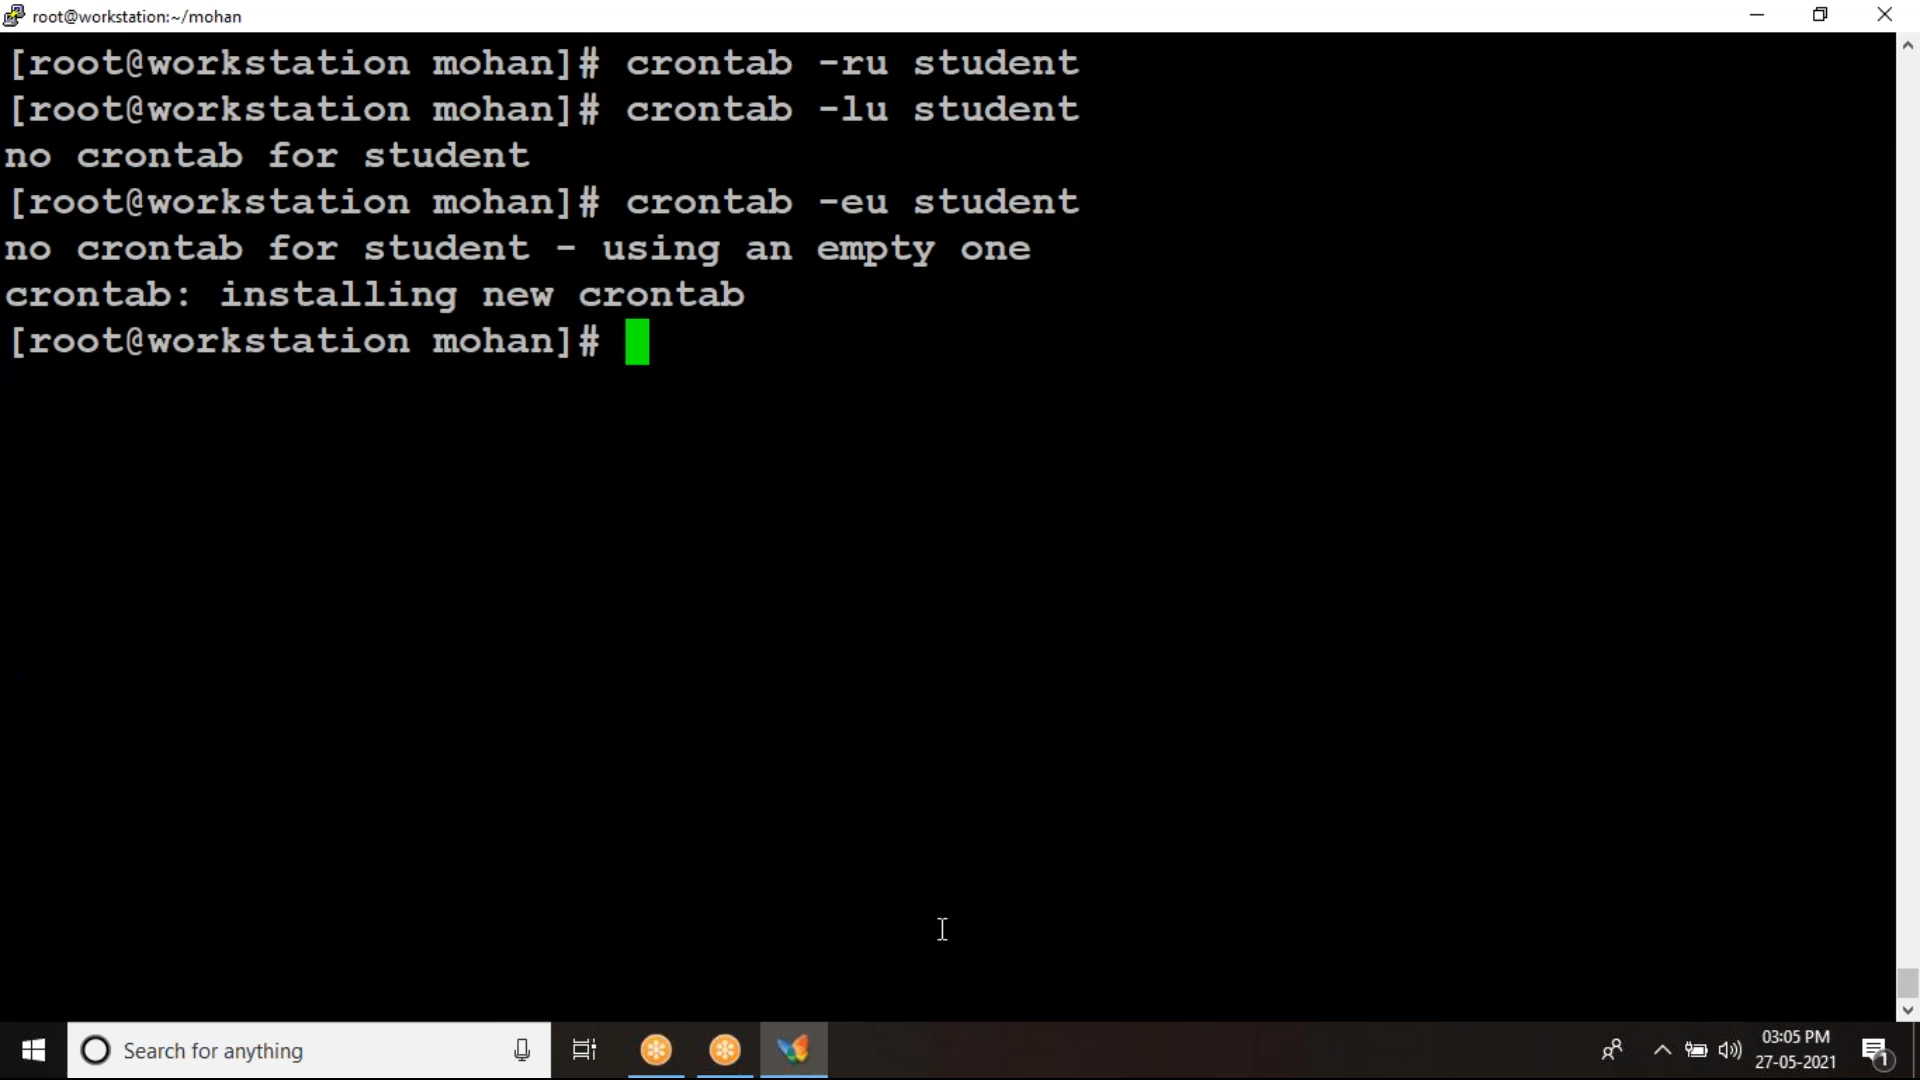 root@workstation:~/mohan
[root@workstation mohan]# crontab -ru student
[root@workstation mohan]# crontab -lu student
no crontab for student
[root@workstation mohan]# crontab -eu student
no crontab for student - using an empty one
crontab: installing new crontab
[root@workstation mohan]#
Search for anything
03:05 PM
27-05-2021
1